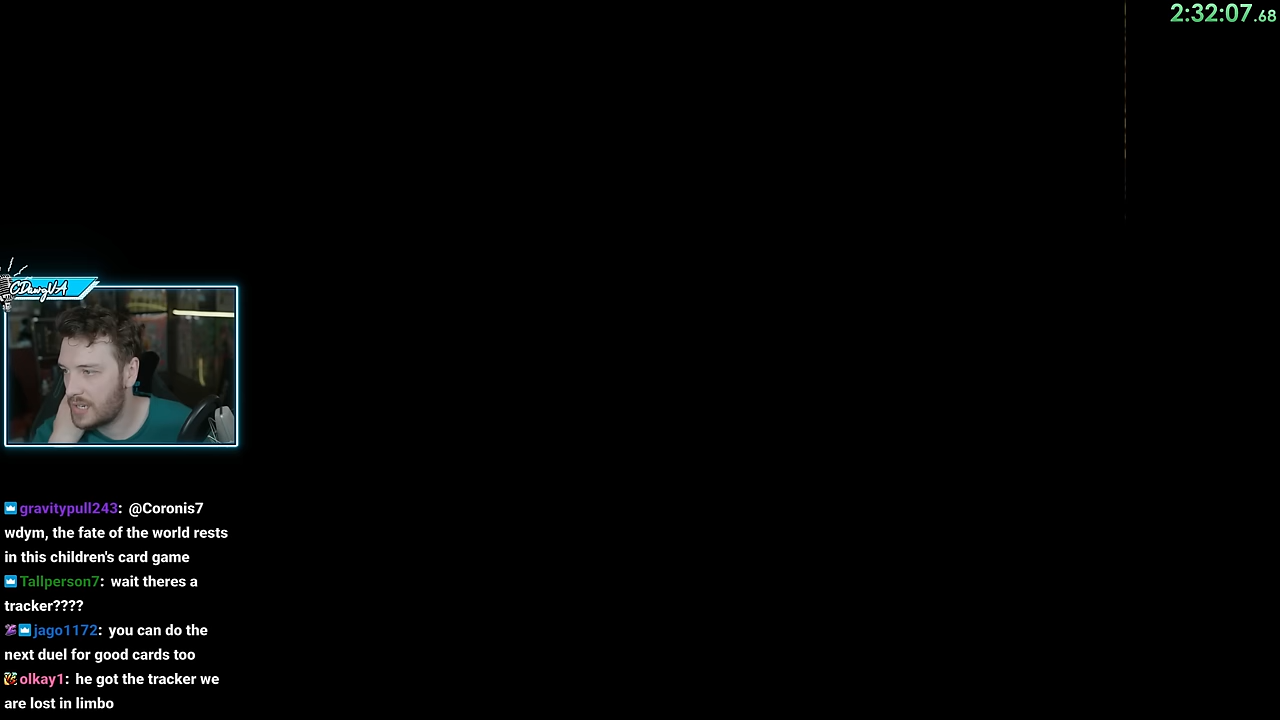 2:32:07.68
CDawgVA
gravitypull243: @Coronis7
wdym, the fate of the world rests
in this children's card game
Tallperson7: wait theres a
tracker????
jago1172: you can do the
next duel for good cards too
olkay1: he got the tracker we
are lost in limbo